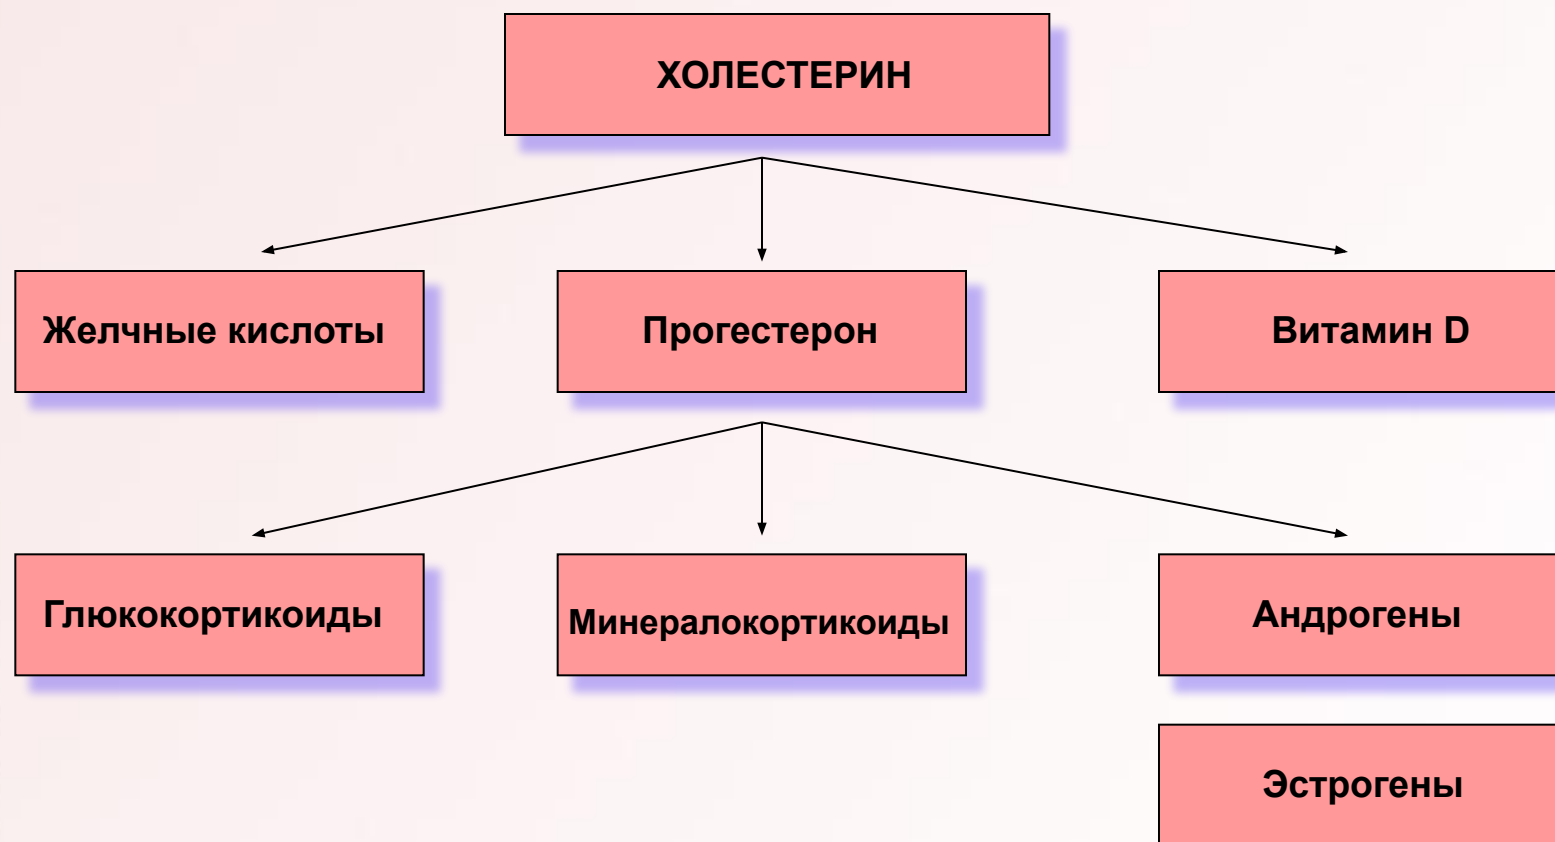 ХОЛЕСТЕРИН
Желчные кислоты
Прогестерон
Витамин D
Глюкокортикоиды
Минералокортикоиды
Андрогены
Эстрогены